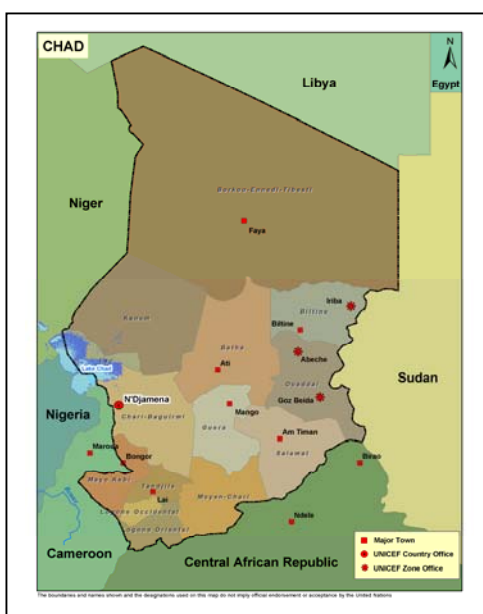 CHAD
N
Libya
Egypt
Borkou-Ennedi-Tibesti
Niger
Faya
Iriba
Kanem
Biltine
Biltine
Batha
Abeche
Lake Chad
Ati
Ouaddai
Sudan
N'Djamena
Goz Beida
Mango
Nigeria
Chari-Baguirmi
Guera
Am Timan
Maroua
Bongor
Salamat
Birao
Mayo Kebi
Tandjile
Lai
Moyen-Chari
Logone Occidental
Logone Oriental
Ndele
Major Town
UNICEF Country Office
UNICEF Zone Office
Cameroon
Central African Republic
The boundaries and names shown and the designations used on this map do not imply official endorsement or acceptance by the United Nations